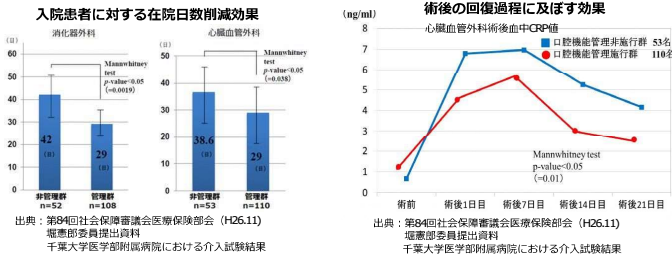 入院患者に対する在院日数削減効果
消化器外科
(日)
60
50
40
30
20
10
0
Mannwhitney
test
p-value<0.05
(=0.0019)
42
(日)
29
(日)
非管理群
n=52
管理群
n=108
心臓血管外科
(日)
60
50
40
30
20
10
0
Mannwhitney
test
p-value<0.05
(=0.038)
38.6
(日)
29
(日)
非管理群
n=53
管理群
n=110
出典：第84回社会保障審議会医療保険部会（H26.11)
堀憲郎委員提出資料
千葉大学医学部附属病院における介入試験結果
術後の回復過程に及ぼす効果
(ng/ml)
心臓血管外科術後血中CRP値
口腔機能管理非施行群 53名
口腔機能管理施行群 110名
8
7
6
5
4
3
2
1
0
Mannwhitney test
p-value<0.05
(=0.01)
術前
術後1日目
術後7日目
術後14日目
術後21日目
出典：第84回社会保障審議会医療保険部会（H26.11)
堀憲郎委員提出資料
千葉大学医学部附属病院における介入試験結果